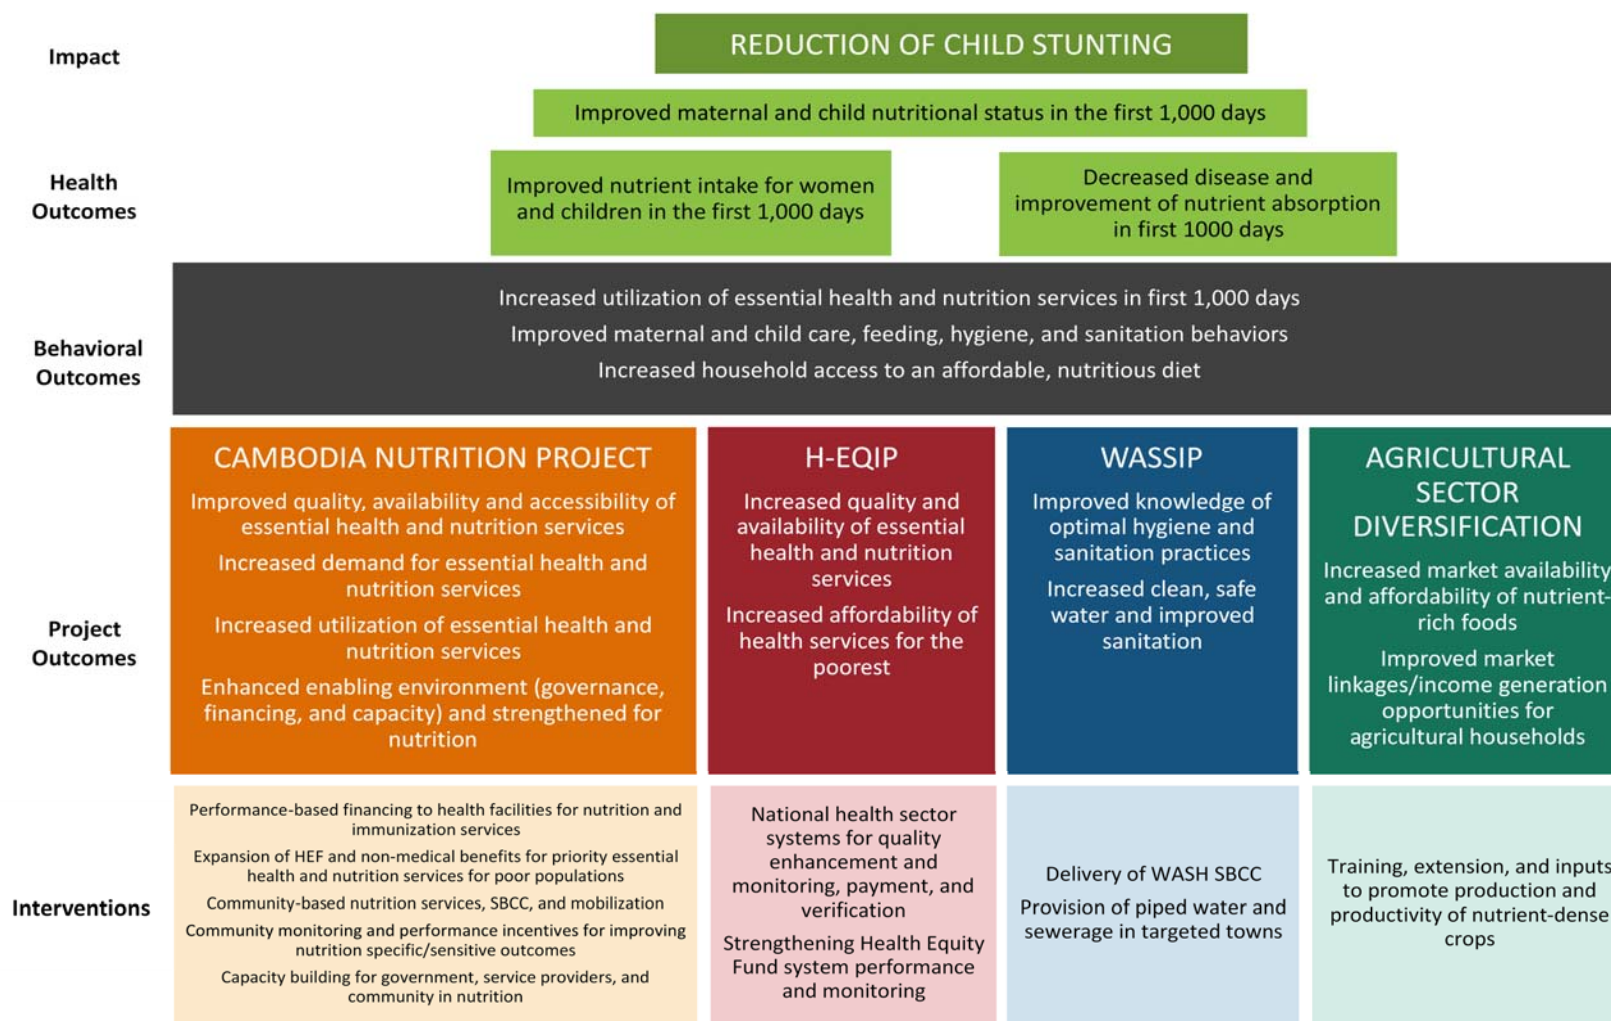 Impact
REDUCTION OF CHILD STUNTING
Improved maternal and child nutritional status in the first 1,000 days
Health
Outcomes
Improved nutrient intake for women
and children in the first 1,000 days
Decreased disease and
improvement of nutrient absorption
in first 1000 days
Behavioral
Outcomes
Increased utilization of essential health and nutrition services in first 1,000 days
Improved maternal and child care, feeding, hygiene, and sanitation behaviors
Increased household access to an affordable, nutritious diet
Project
Outcomes
CAMBODIA NUTRITION PROJECT
Improved quality, availability and accessibility of
essential health and nutrition services
Increased demand for essential health and
nutrition services
Increased utilization of essential health and
nutrition services
Enhanced enabling environment (governance,
financing, and capacity) and strengthened for
nutrition
H-EQIP
Increased quality and
availability of essential
health and nutrition
services
Increased affordability of
health services for the
poorest
WASSIP
Improved knowledge of
optimal hygiene and
sanitation practices
Increased clean, safe
water and improved
sanitation
AGRICULTURAL
SECTOR
DIVERSIFICATION
Increased market availability
and affordability of nutrient-
rich foods
Improved market
linkages/income generation
opportunities for
agricultural households
Interventions
Performance-based financing to health facilities for nutrition and
immunization services
Expansion of HEF and non-medical benefits for priority essential
health and nutrition services for poor populations
Community-based nutrition services, SBCC, and mobilization
Community monitoring and performance incentives for improving
nutrition specific/sensitive outcomes
Capacity building for government, service providers, and
community in nutrition
National health sector
systems for quality
enhancement and
monitoring, payment, and
verification
Strengthening Health Equity
Fund system performance
and monitoring
Delivery of WASH SBCC
Provision of piped water and
sewerage in targeted towns
Training, extension, and inputs
to promote production and
productivity of nutrient-dense
crops